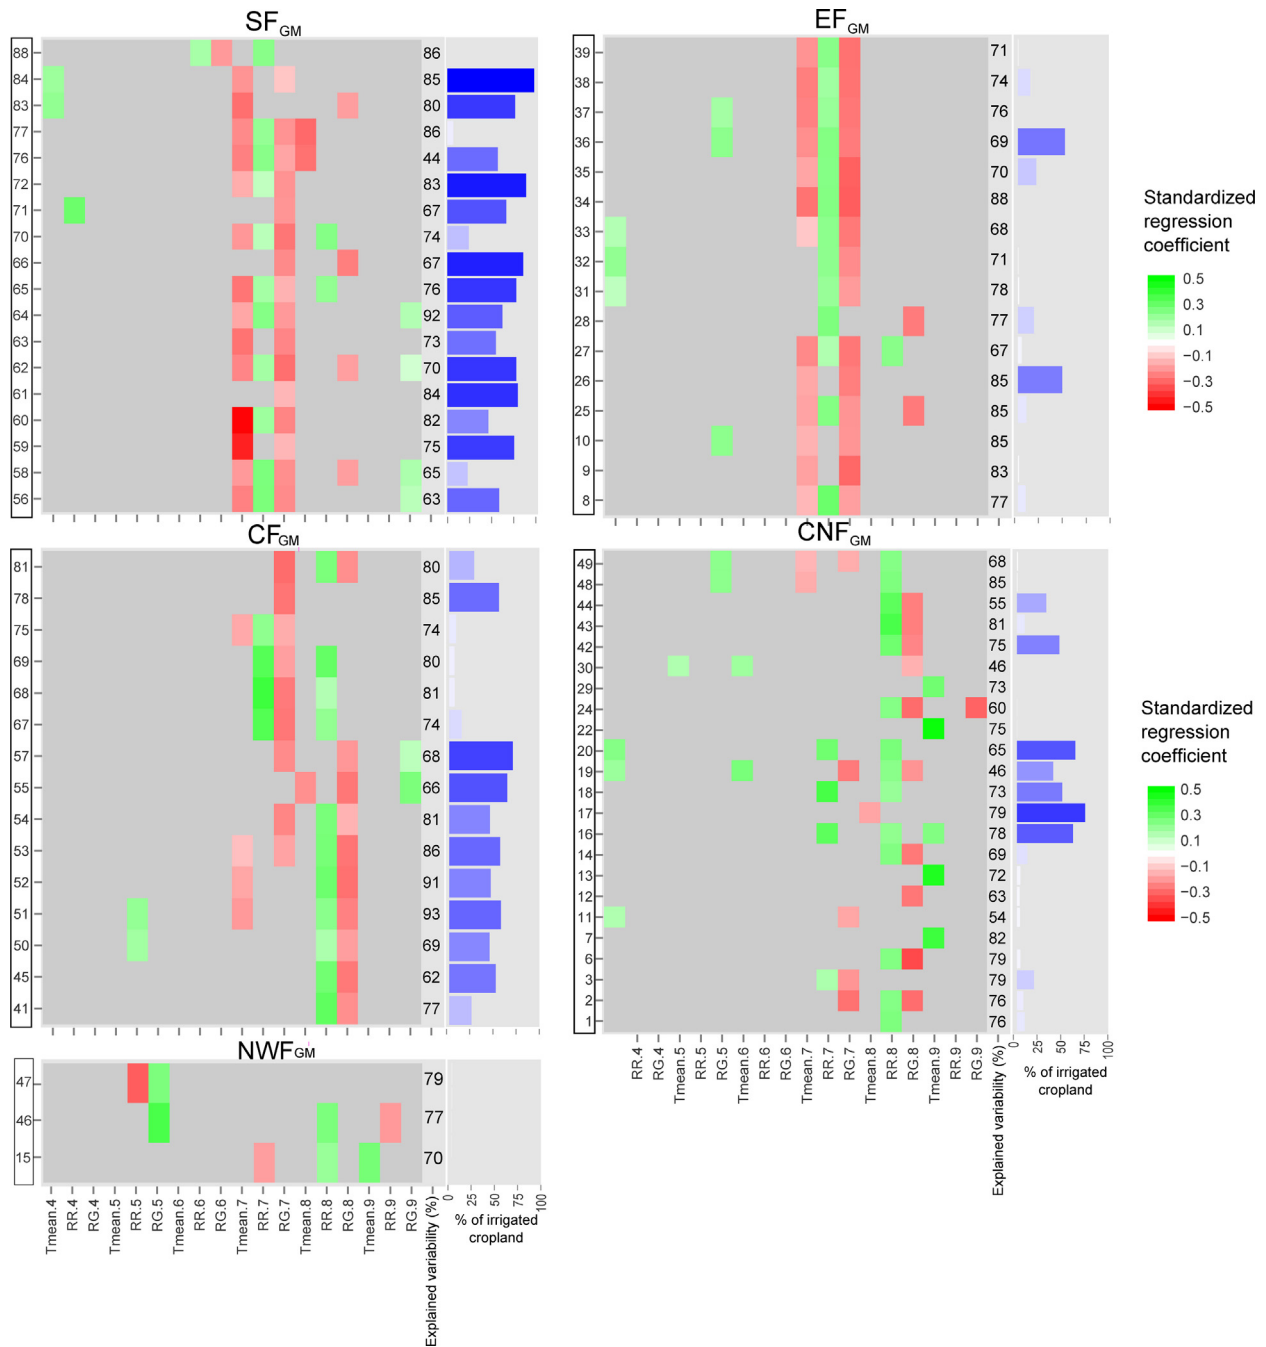 SF GM
88 86
84 85
83 80
77 86
76 44
72 83
71 67
70 74
66 67
65 76
64 92
63 73
62 70
61 84
60 82
59 75
58 65
56 63
EF GM
39 71
38 74
37 76
36 69
35 70
34 88
33 68
32 71
31 78
28 77
27 67
26 85
25 85
10 85
9 83
8 77
Standardized
regression
coefficient
0.5
0.3
0.1
−0.1
−0.3
−0.5
CF GM
81 80
78 85
75 74
69 80
68 81
67 74
57 68
55 66
54 81
53 86
52 91
51 93
50 69
45 62
41 77
CNF GM
49 68
48 85
44 55
43 81
42 75
30 46
29 73
24 60
22 75
20 65
19 46
18 73
17 79
16 78
14 69
13 72
12 63
11 54
7 82
6 79
3 79
2 76
1 76
RR.4
RG.4
Tmean.5
RR.5
RG.5
Tmean.6
RR.6
RG.6
Tmean.7
RR.7
RG.7
Tmean.8
RR.8
RG.8
Tmean.9
RR.9
RG.9
Explained variability (%)
0 25 50 75 100
% of irrigated
cropland
Standardized
regression
coefficient
0.5
0.3
0.1
−0.1
−0.3
−0.5
NWF GM
47 79
46 77
15 70
Tmean.4
RR.4
RG.4
Tmean.5
RR.5
RG.5
Tmean.6
RR.6
RG.6
Tmean.7
RR.7
RG.7
Tmean.8
RR.8
RG.8
Tmean.9
RR.9
RG.9
Explained variability (%)
0 25 50 75 100
% of irrigated
cropland